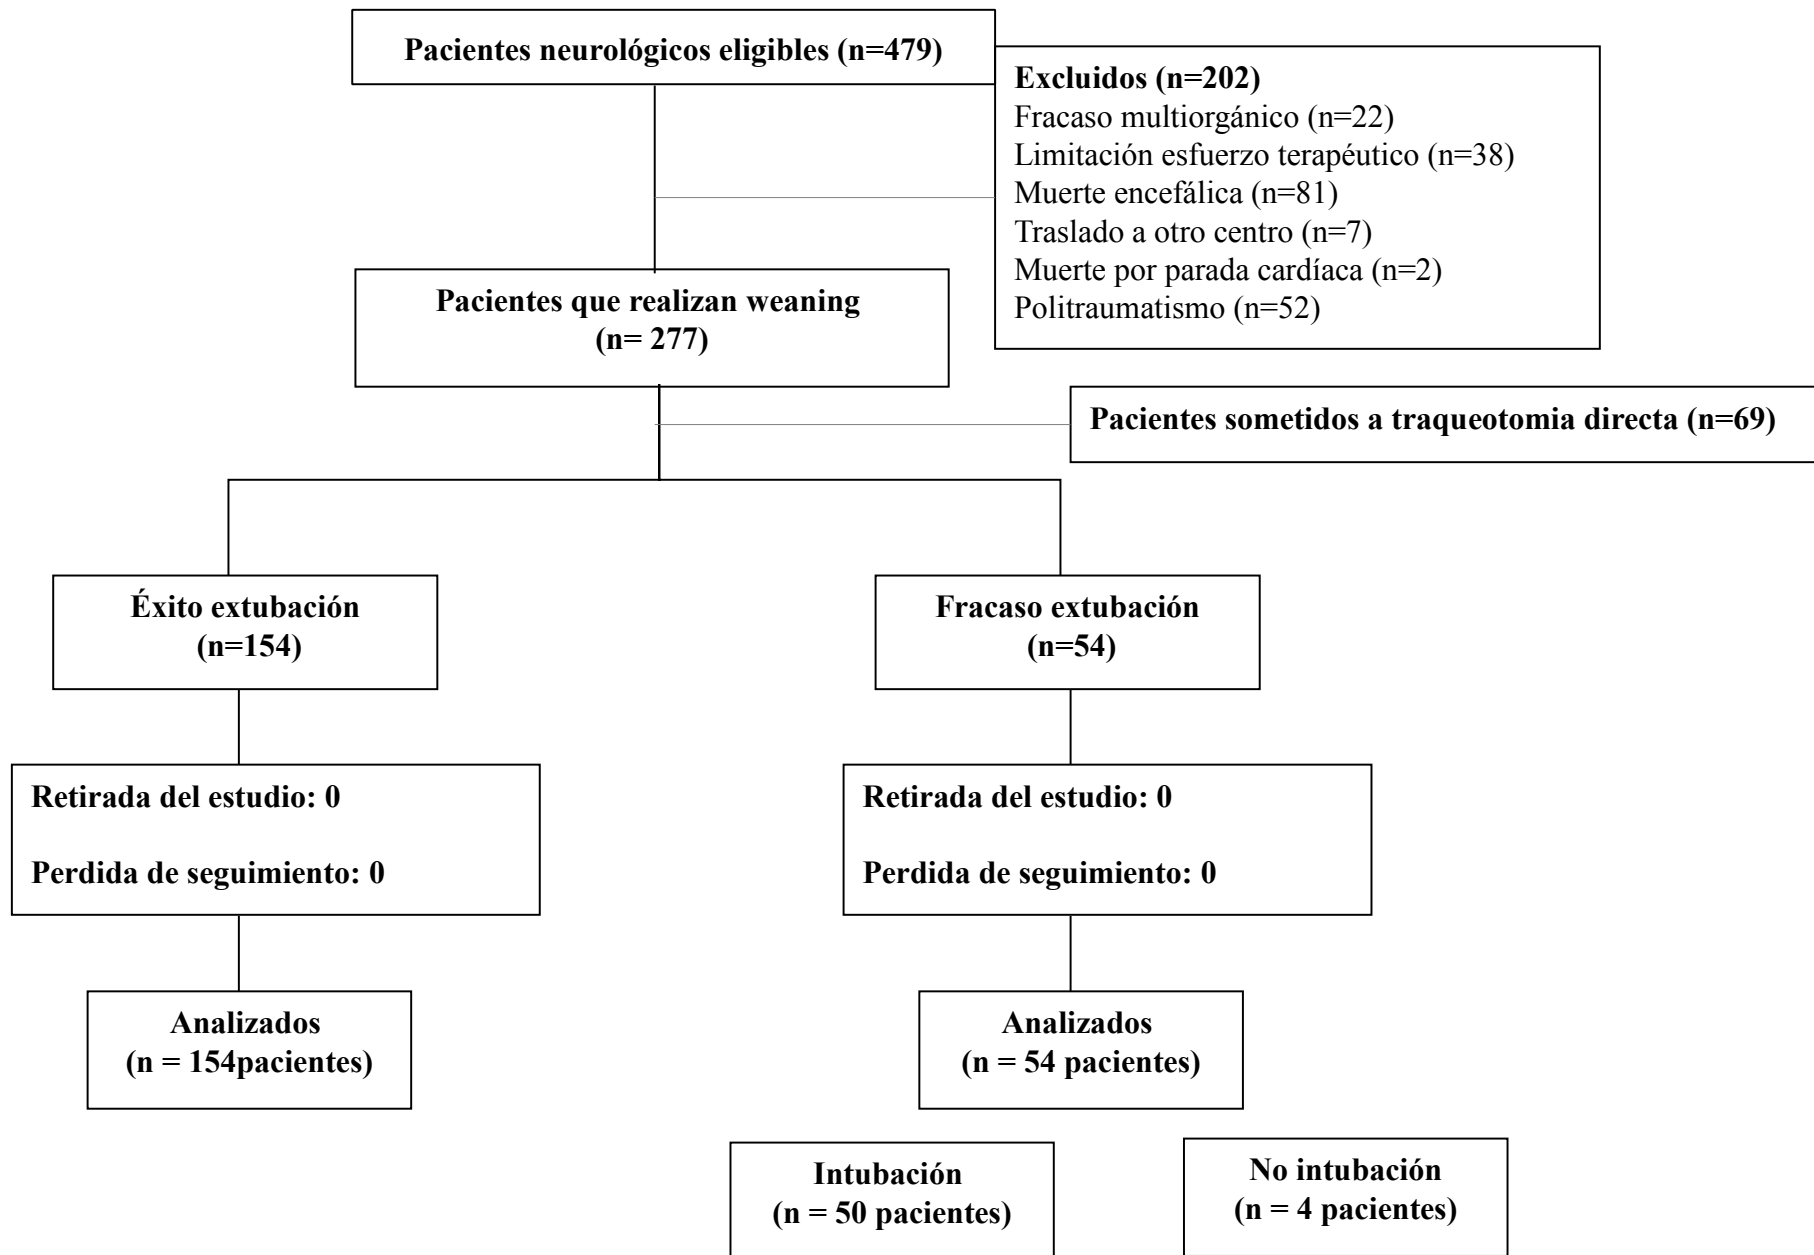 Pacientes neurológicos eligibles (n=479)
Excluidos (n=202)
Fracaso multiorgánico (n=22)
Limitación esfuerzo terapéutico (n=38)
Muerte encefálica (n=81)
Traslado a otro centro (n=7)
Muerte por parada cardíaca (n=2)
Politraumatismo (n=52)
Pacientes que realizan weaning
(n= 277)
Pacientes sometidos a traqueotomia directa (n=69)
Éxito extubación
(n=154)
Fracaso extubación
(n=54)
Retirada del estudio: 0
Perdida de seguimiento: 0
Retirada del estudio: 0
Perdida de seguimiento: 0
Analizados
(n = 154pacientes)
Analizados
(n = 54 pacientes)
Intubación
(n = 50 pacientes)
No intubación
(n = 4 pacientes)